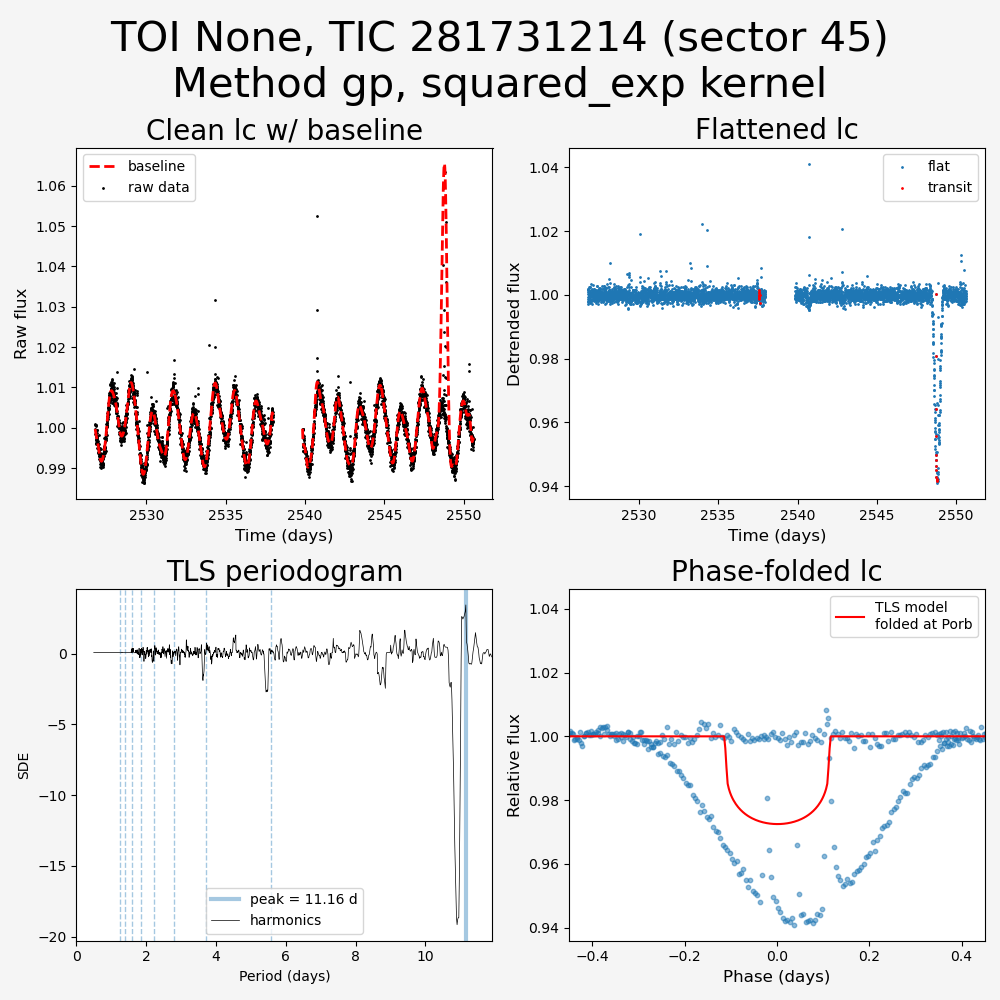 TOI None, TIC 281731214 (sector 45)
Method gp, squared_exp kernel
Clean lc w/ baseline
baseline
raw data
Raw flux
1.06
1.05
1.04
1.03
1.02
1.01
1.00
0.99
2530
2535
2540
2545
2550
Time (days)
Flattened lc
flat
transit
Detrended flux
1.04
1.02
1.00
0.98
0.96
0.94
2530
2535
2540
2545
2550
Time (days)
TLS periodogram
SDE
0
−5
−10
−15
−20
peak = 11.16 d
harmonics
0
2
4
6
8
10
Period (days)
Phase-folded lc
TLS model
folded at Porb
Relative flux
1.04
1.02
1.00
0.98
0.96
0.94
−0.4
−0.2
0.0
0.2
0.4
Phase (days)